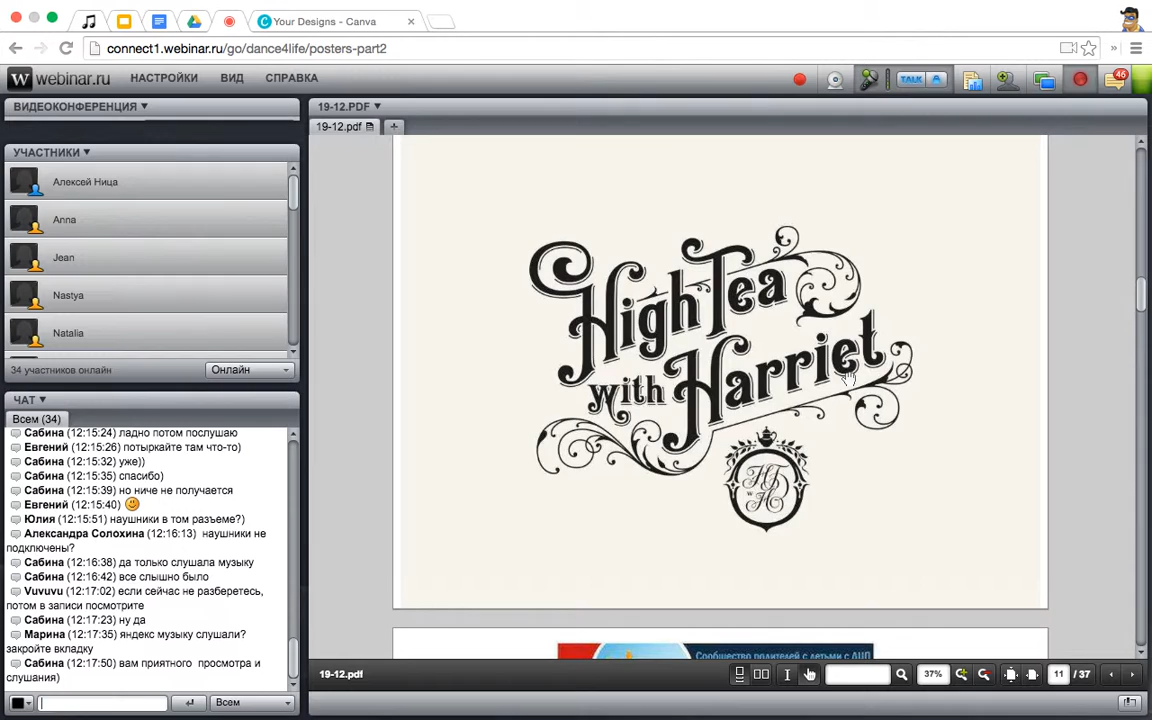 Your Designs - Canva
connect1.webinar.ru/go/dance4life/posters-part2
W webinar.ru НАСТРОЙКИ ВИД СПРАВКА TALK 46
ВИДЕОКОНФЕРЕНЦИЯ
УЧАСТНИКИ
Алексей Ница
Anna
Jean
Nastya
Natalia
34 участников онлайн Онлайн
ЧАТ
Всем (34)
Сабина (12:15:24) ладно потом послушаю
Евгений (12:15:26) потыркайте там что-то)
Сабина (12:15:32) уже))
Сабина (12:15:35) спасибо)
Сабина (12:15:39) но ниче не получается
Евгений (12:15:40)
Юлия (12:15:51) наушники в том разъеме?)
Александра Солохина (12:16:13) наушники не
подключены?
Сабина (12:16:38) да только слушала музыку
Сабина (12:16:42) все слышно было
Vuvuvu (12:17:02) если сейчас не разберетесь,
потом в записи посмотрите
Сабина (12:17:23) ну да
Марина (12:17:35) яндекс музыку слушали?
закройте вкладку
Сабина (12:17:50) вам приятного просмотра и
слушания)
Всем
19-12.PDF
19-12.pdf
High Tea
with Harriet
HT
w
H
Сообщество родителей с детьми с ДЦП
19-12.pdf 37% 11 / 37